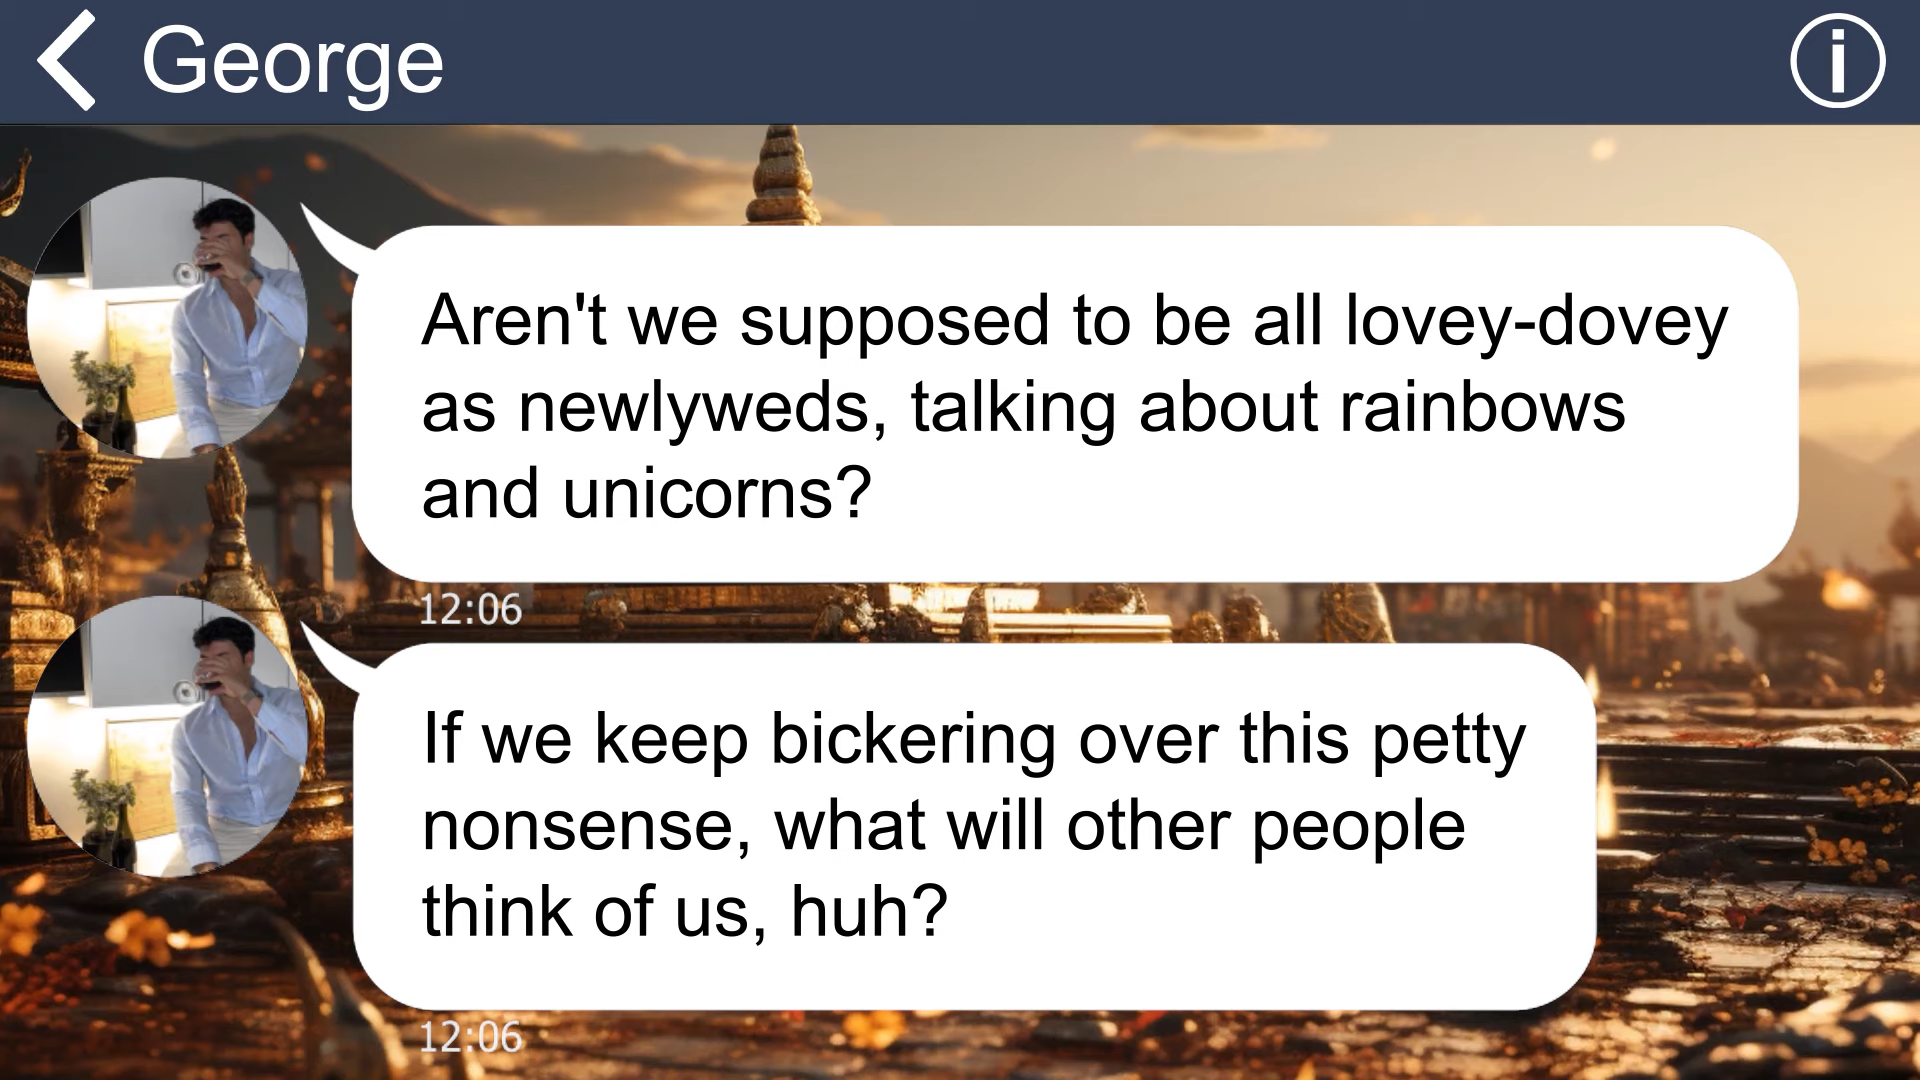 George
Aren't we supposed to be all lovey-dovey
as newlyweds, talking about rainbows
and unicorns?
12:06
If we keep bickering over this petty
nonsense, what will other people
think of us, huh?
12:06